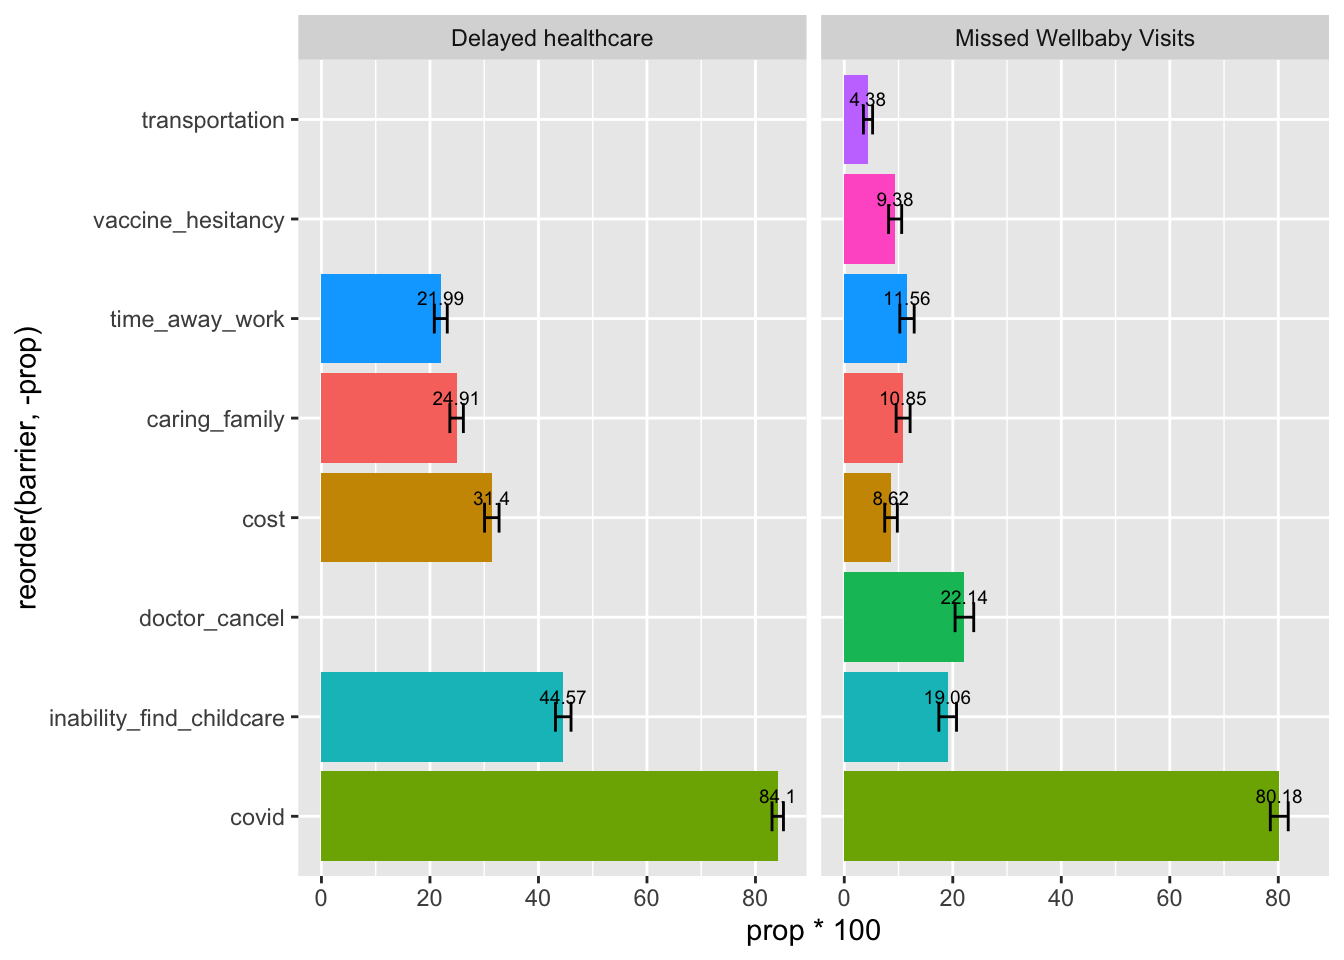 Delayed healthcare
Missed Wellbaby Visits
reorder(barrier, -prop)
transportation
4.38
vaccine_hesitancy
9.38
time_away_work
21.99
11.56
caring_family
24.91
10.85
cost
31.4
8.62
doctor_cancel
22.14
inability_find_childcare
44.57
19.06
covid
84.1
80.18
0 20 40 60 80
0 20 40 60 80
prop * 100